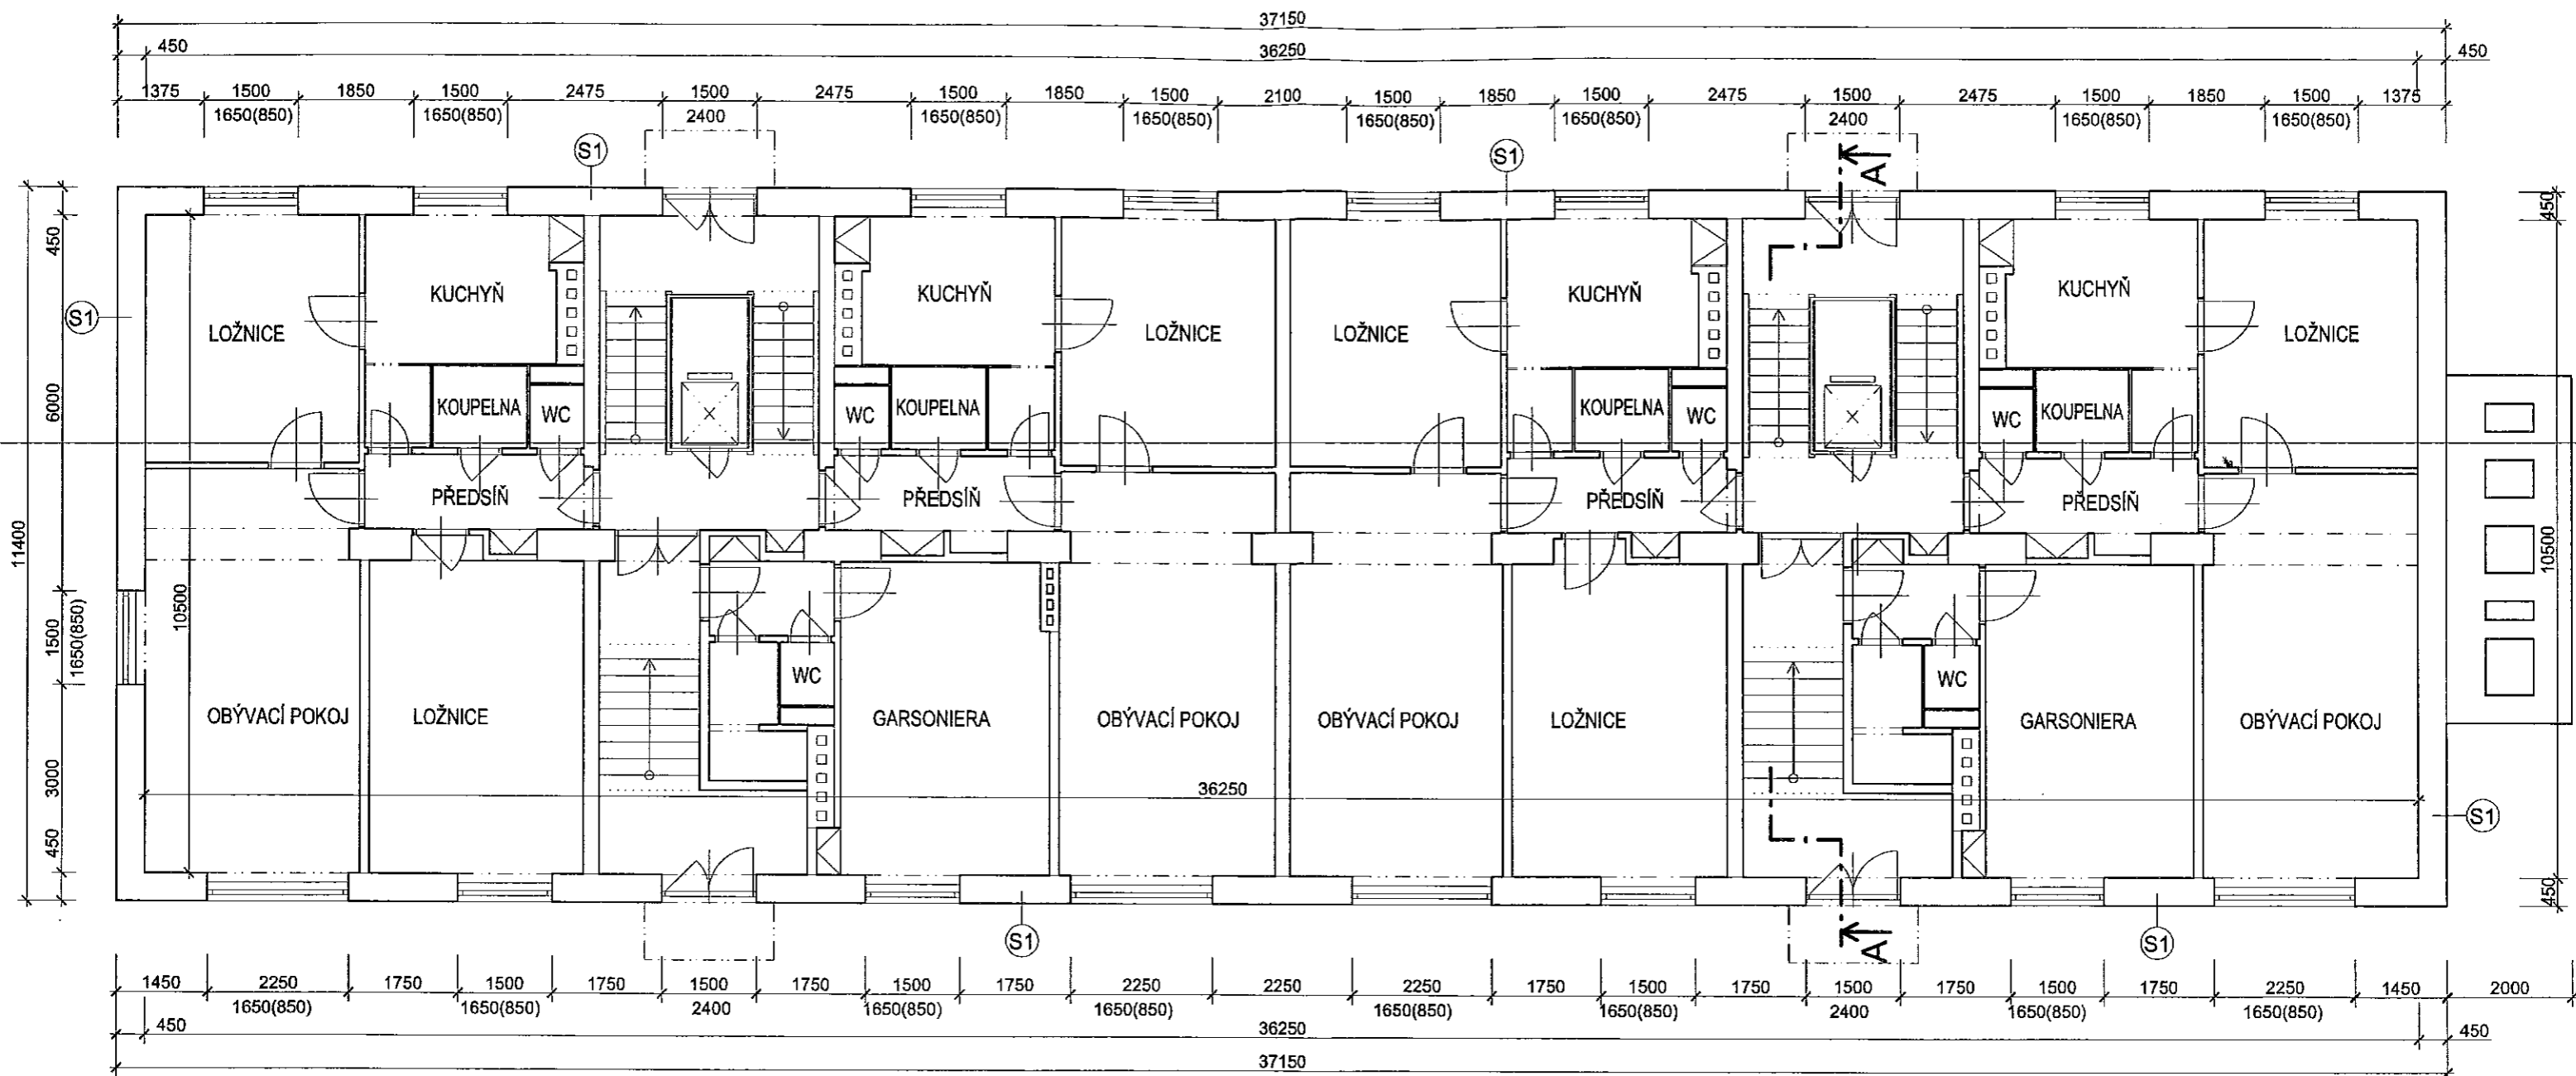 37150
450 36250 450
1375 1500 1850 1500 2475 1500 2475 1500 1850 1500 2100 1500 1850 1500 2475 1500 2475 1500 1850 1500 1375
1650(850) 1650(850) 2400 1650(850) 1650(850) 1650(850) 1650(850) 2400 1650(850) 1650(850)
S1 S1
A
450 450
KUCHYŇ KUCHYŇ KUCHYŇ KUCHYŇ
S1
LOŽNICE LOŽNICE LOŽNICE LOŽNICE
6000
KOUPELNA WC WC KOUPELNA KOUPELNA WC WC KOUPELNA
PŘEDSÍŇ PŘEDSÍŇ PŘEDSÍŇ PŘEDSÍŇ
11400 10500
10500
1500
1650(850)
WC WC
OBÝVACÍ POKOJ LOŽNICE GARSONIERA OBÝVACÍ POKOJ OBÝVACÍ POKOJ LOŽNICE GARSONIERA OBÝVACÍ POKOJ
3000
36250
S1
450 450
S1 A S1
1450 2250 1750 1500 1750 1500 1750 1500 1750 2250 2250 2250 1750 1500 1750 1500 1750 1500 1750 2250 1450 2000
1650(850) 1650(850) 2400 1650(850) 1650(850) 1650(850) 1650(850) 2400 1650(850) 1650(850)
450 36250 450
37150